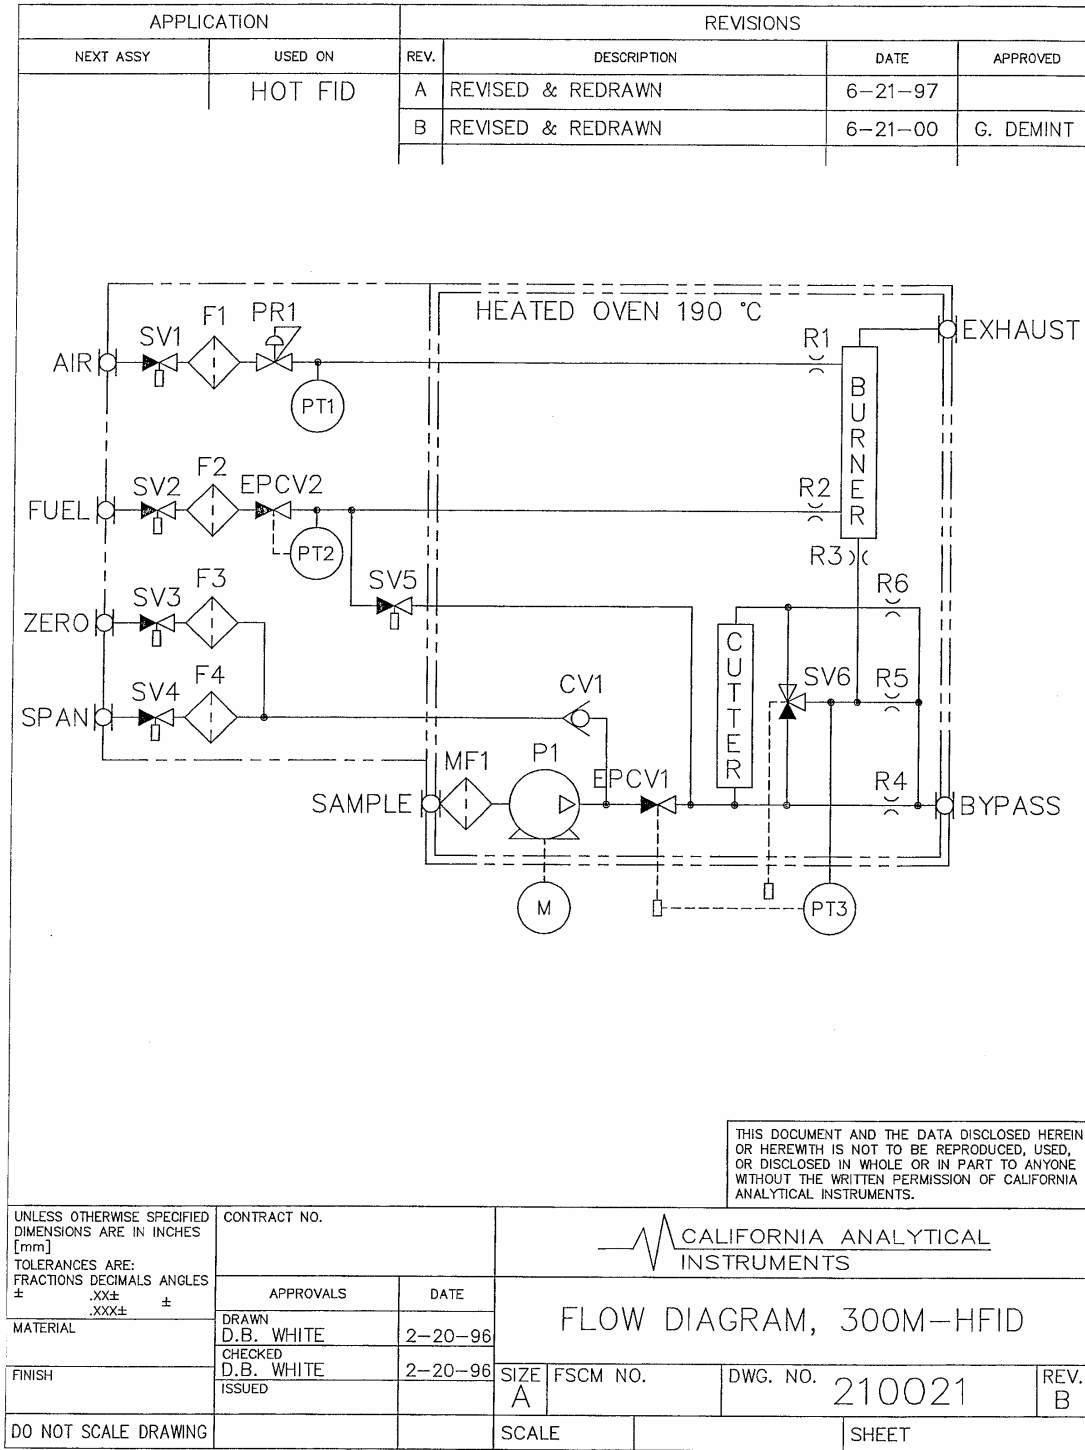 APPLICATION
REVISIONS
NEXT ASSY
USED ON
REV.
DESCRIPTION
DATE
APPROVED
HOT FID
A
REVISED & REDRAWN
6-21-97
B
REVISED & REDRAWN
6-21-00
G. DEMINT
HEATED OVEN 190 °C
PR1
F1
SV1
R1
EXHAUST
AIR
PT1
BURNER
F2
SV2
EPCV2
R2
FUEL
PT2
R3
F3
SV5
R6
SV3
ZERO
CUTTER
F4
SV4
CV1
SV6
R5
SPAN
MF1
P1
EPCV1
R4
SAMPLE
BYPASS
M
PT3
THIS DOCUMENT AND THE DATA DISCLOSED HEREIN
OR HEREWITH IS NOT TO BE REPRODUCED, USED,
OR DISCLOSED IN WHOLE OR IN PART TO ANYONE
WITHOUT THE WRITTEN PERMISSION OF CALIFORNIA
ANALYTICAL INSTRUMENTS.
UNLESS OTHERWISE SPECIFIED
DIMENSIONS ARE IN INCHES
[mm]
TOLERANCES ARE:
FRACTIONS DECIMALS ANGLES
± .XX± ±
.XXX±
MATERIAL
FINISH
DO NOT SCALE DRAWING
CONTRACT NO.
APPROVALS
DATE
DRAWN
D.B. WHITE
2-20-96
CHECKED
D.B. WHITE
2-20-96
ISSUED
CALIFORNIA ANALYTICAL
INSTRUMENTS
FLOW DIAGRAM, 300M-HFID
SIZE
A
FSCM NO.
DWG. NO.
210021
REV.
B
SCALE
SHEET